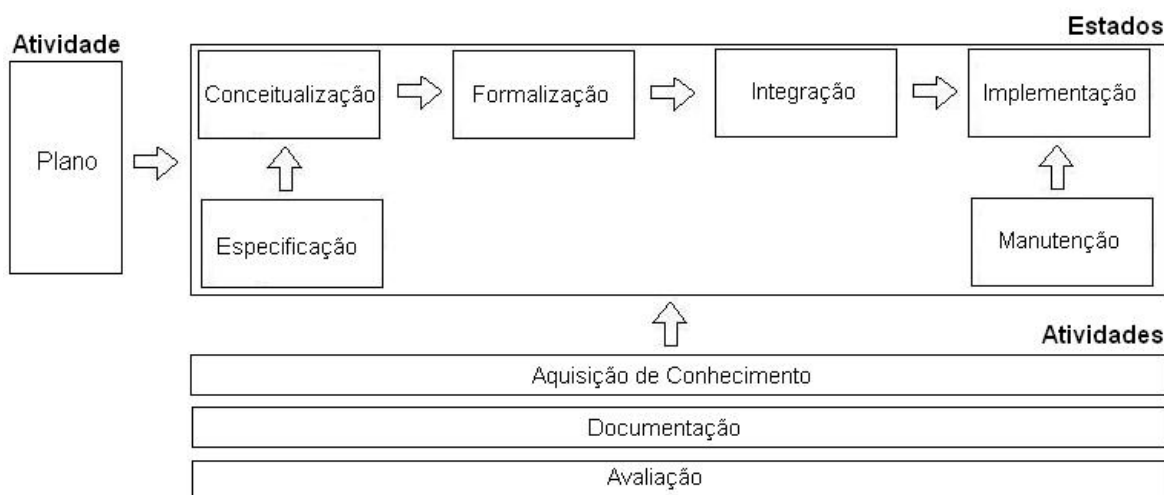 Estados
Atividade
Plano
Conceitualização
Formalização
Integração
Implementação
Especificação
Manutenção
Atividades
Aquisição de Conhecimento
Documentação
Avaliação